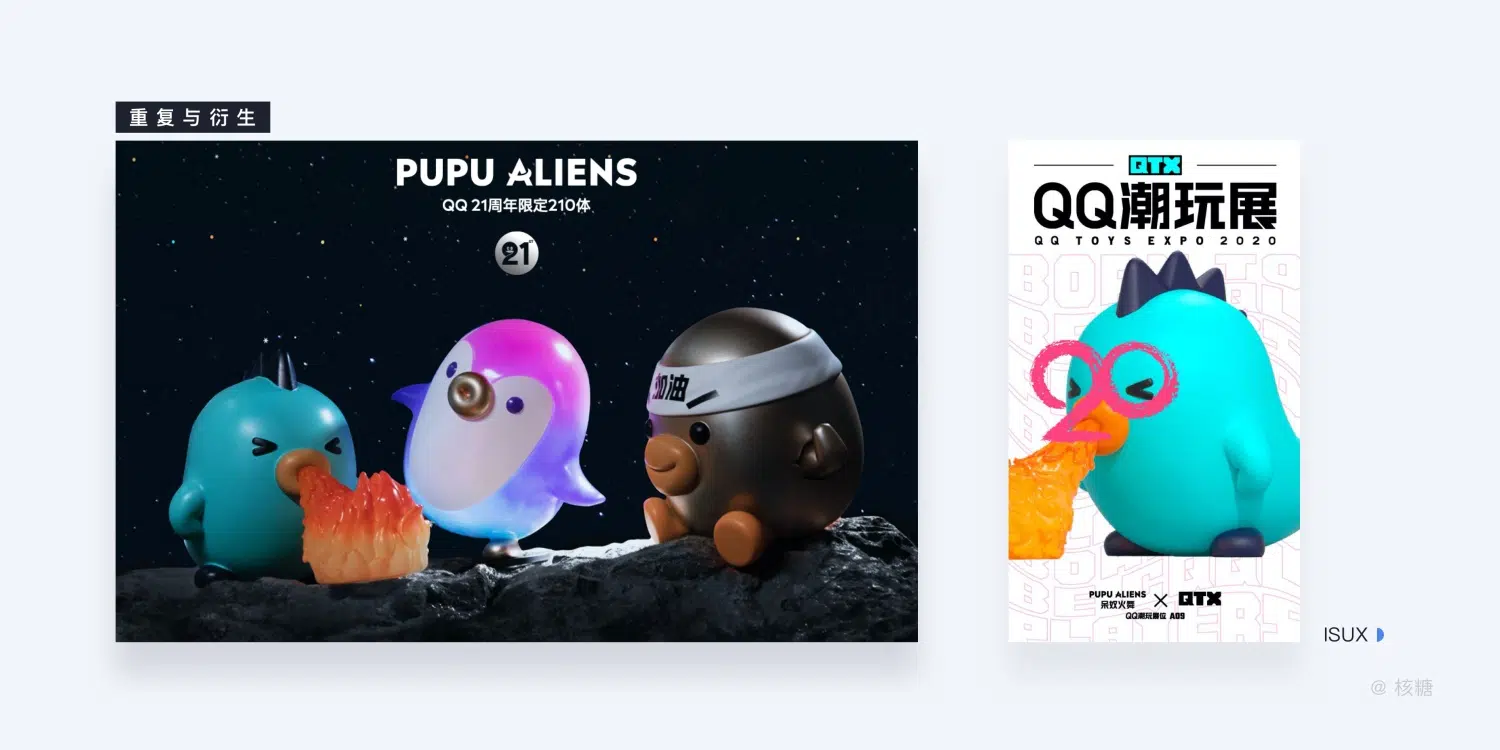 重复与衍生
PUPU ALIENS
QQ 21周年限定210体
21
加油
QTX
QQ潮玩展
QQ TOYS EXPO 2020
20
PUPU ALIENS
呆奴火舞
QTX
QQ潮玩展位 A09
ISUX
@ 核糖